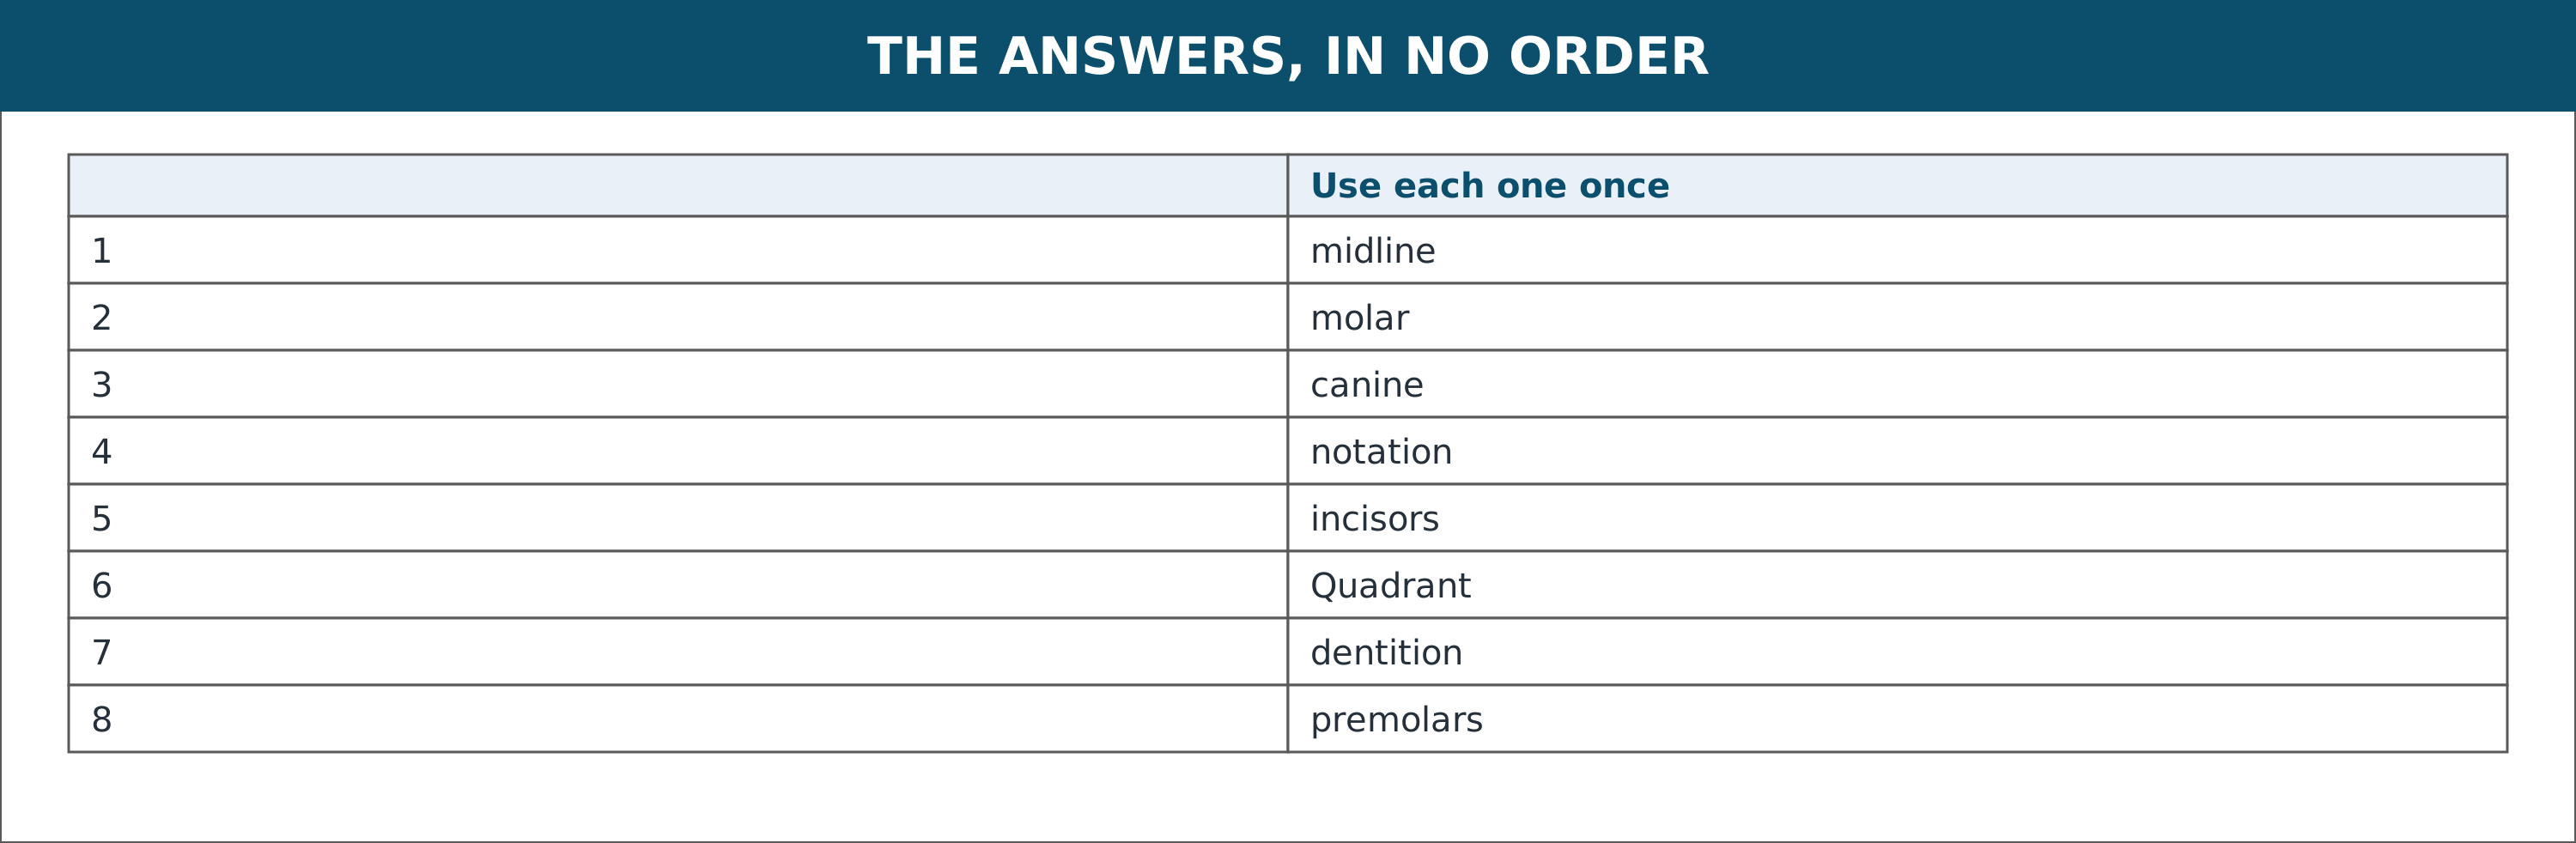 THE ANSWERS, IN NO ORDER
Use each one once
1 midline
2 molar
3 canine
4 notation
5 incisors
6 Quadrant
7 dentition
8 premolars